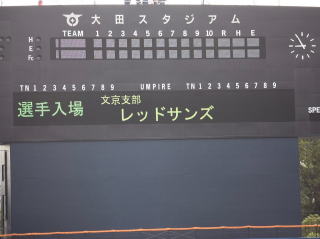 大田スタジアム
TEAM 1 2 3 4 5 6 7 8 9 10 R H E
H
E
Fc
TN 1 2 3 4 5 6 7 8 9 UMPIRE TN 1 2 3 4 5 6 7 8 9
選手入場 文京支部
レッドサンズ
SPE